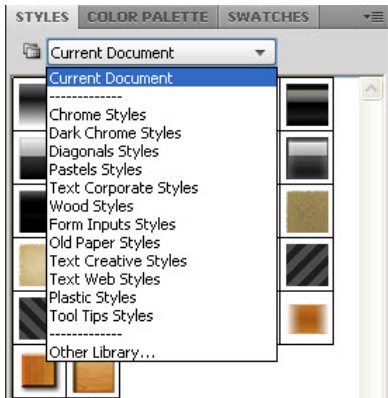 STYLES COLOR PALETTE SWATCHES
Current Document
Current Document
-------------
Chrome Styles
Dark Chrome Styles
Diagonals Styles
Pastels Styles
Text Corporate Styles
Wood Styles
Form Inputs Styles
Old Paper Styles
Text Creative Styles
Text Web Styles
Plastic Styles
Tool Tips Styles
-------------
Other Library...